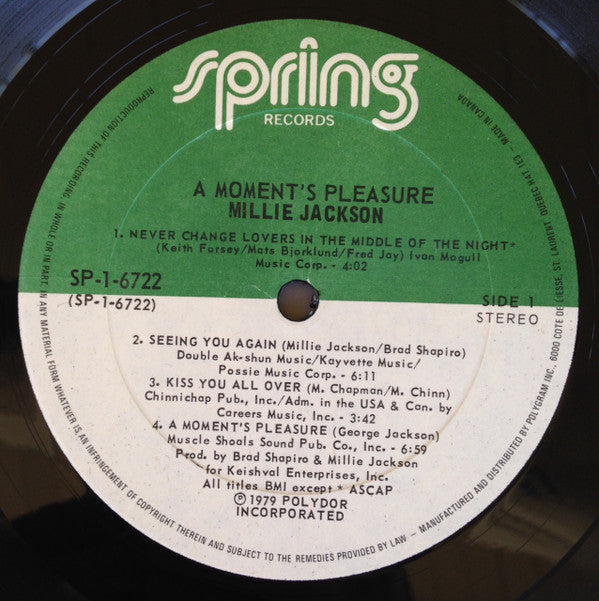 spring
RECORDS
A MOMENT'S PLEASURE
MILLIE JACKSON
1. NEVER CHANGE LOVERS IN THE MIDDLE OF THE NIGHT*
(Keith Forsey/Mats Bjorklund/Fred Jay) Ivan Mogull
Music Corp. - 4:02
SP-1-6722
(SP-1-6722)
SIDE 1
STEREO
2. SEEING YOU AGAIN (Millie Jackson/Brad Shapiro)
Double Ak-shun Music/Kayvette Music/
Possie Music Corp. - 6:11
3. KISS YOU ALL OVER (M. Chapman/M. Chinn)
Chinnichap Pub., Inc./Adm. in the USA & Can. by
Careers Music, Inc. - 3:42
4. A MOMENT'S PLEASURE (George Jackson)
Muscle Shoals Sound Pub. Co., Inc. - 6:59
Prod. by Brad Shapiro & Millie Jackson
for Keishval Enterprises, Inc.
All titles BMI except * ASCAP
Ⓟ 1979 POLYDOR
INCORPORATED
REPRODUCTION OF THIS RECORDING, IN WHOLE OR IN PART, IN ANY MATERIAL FORM WHATEVER IS AN INFRINGEMENT OF COPYRIGHT THEREIN AND SUBJECT TO THE REMEDIES PROVIDED BY LAW – MANUFACTURED AND DISTRIBUTED BY POLYGRAM INC. 6000 COTE DE LIESSE, ST. LAURENT, QUEBEC H4T 1E3 – MADE IN CANADA